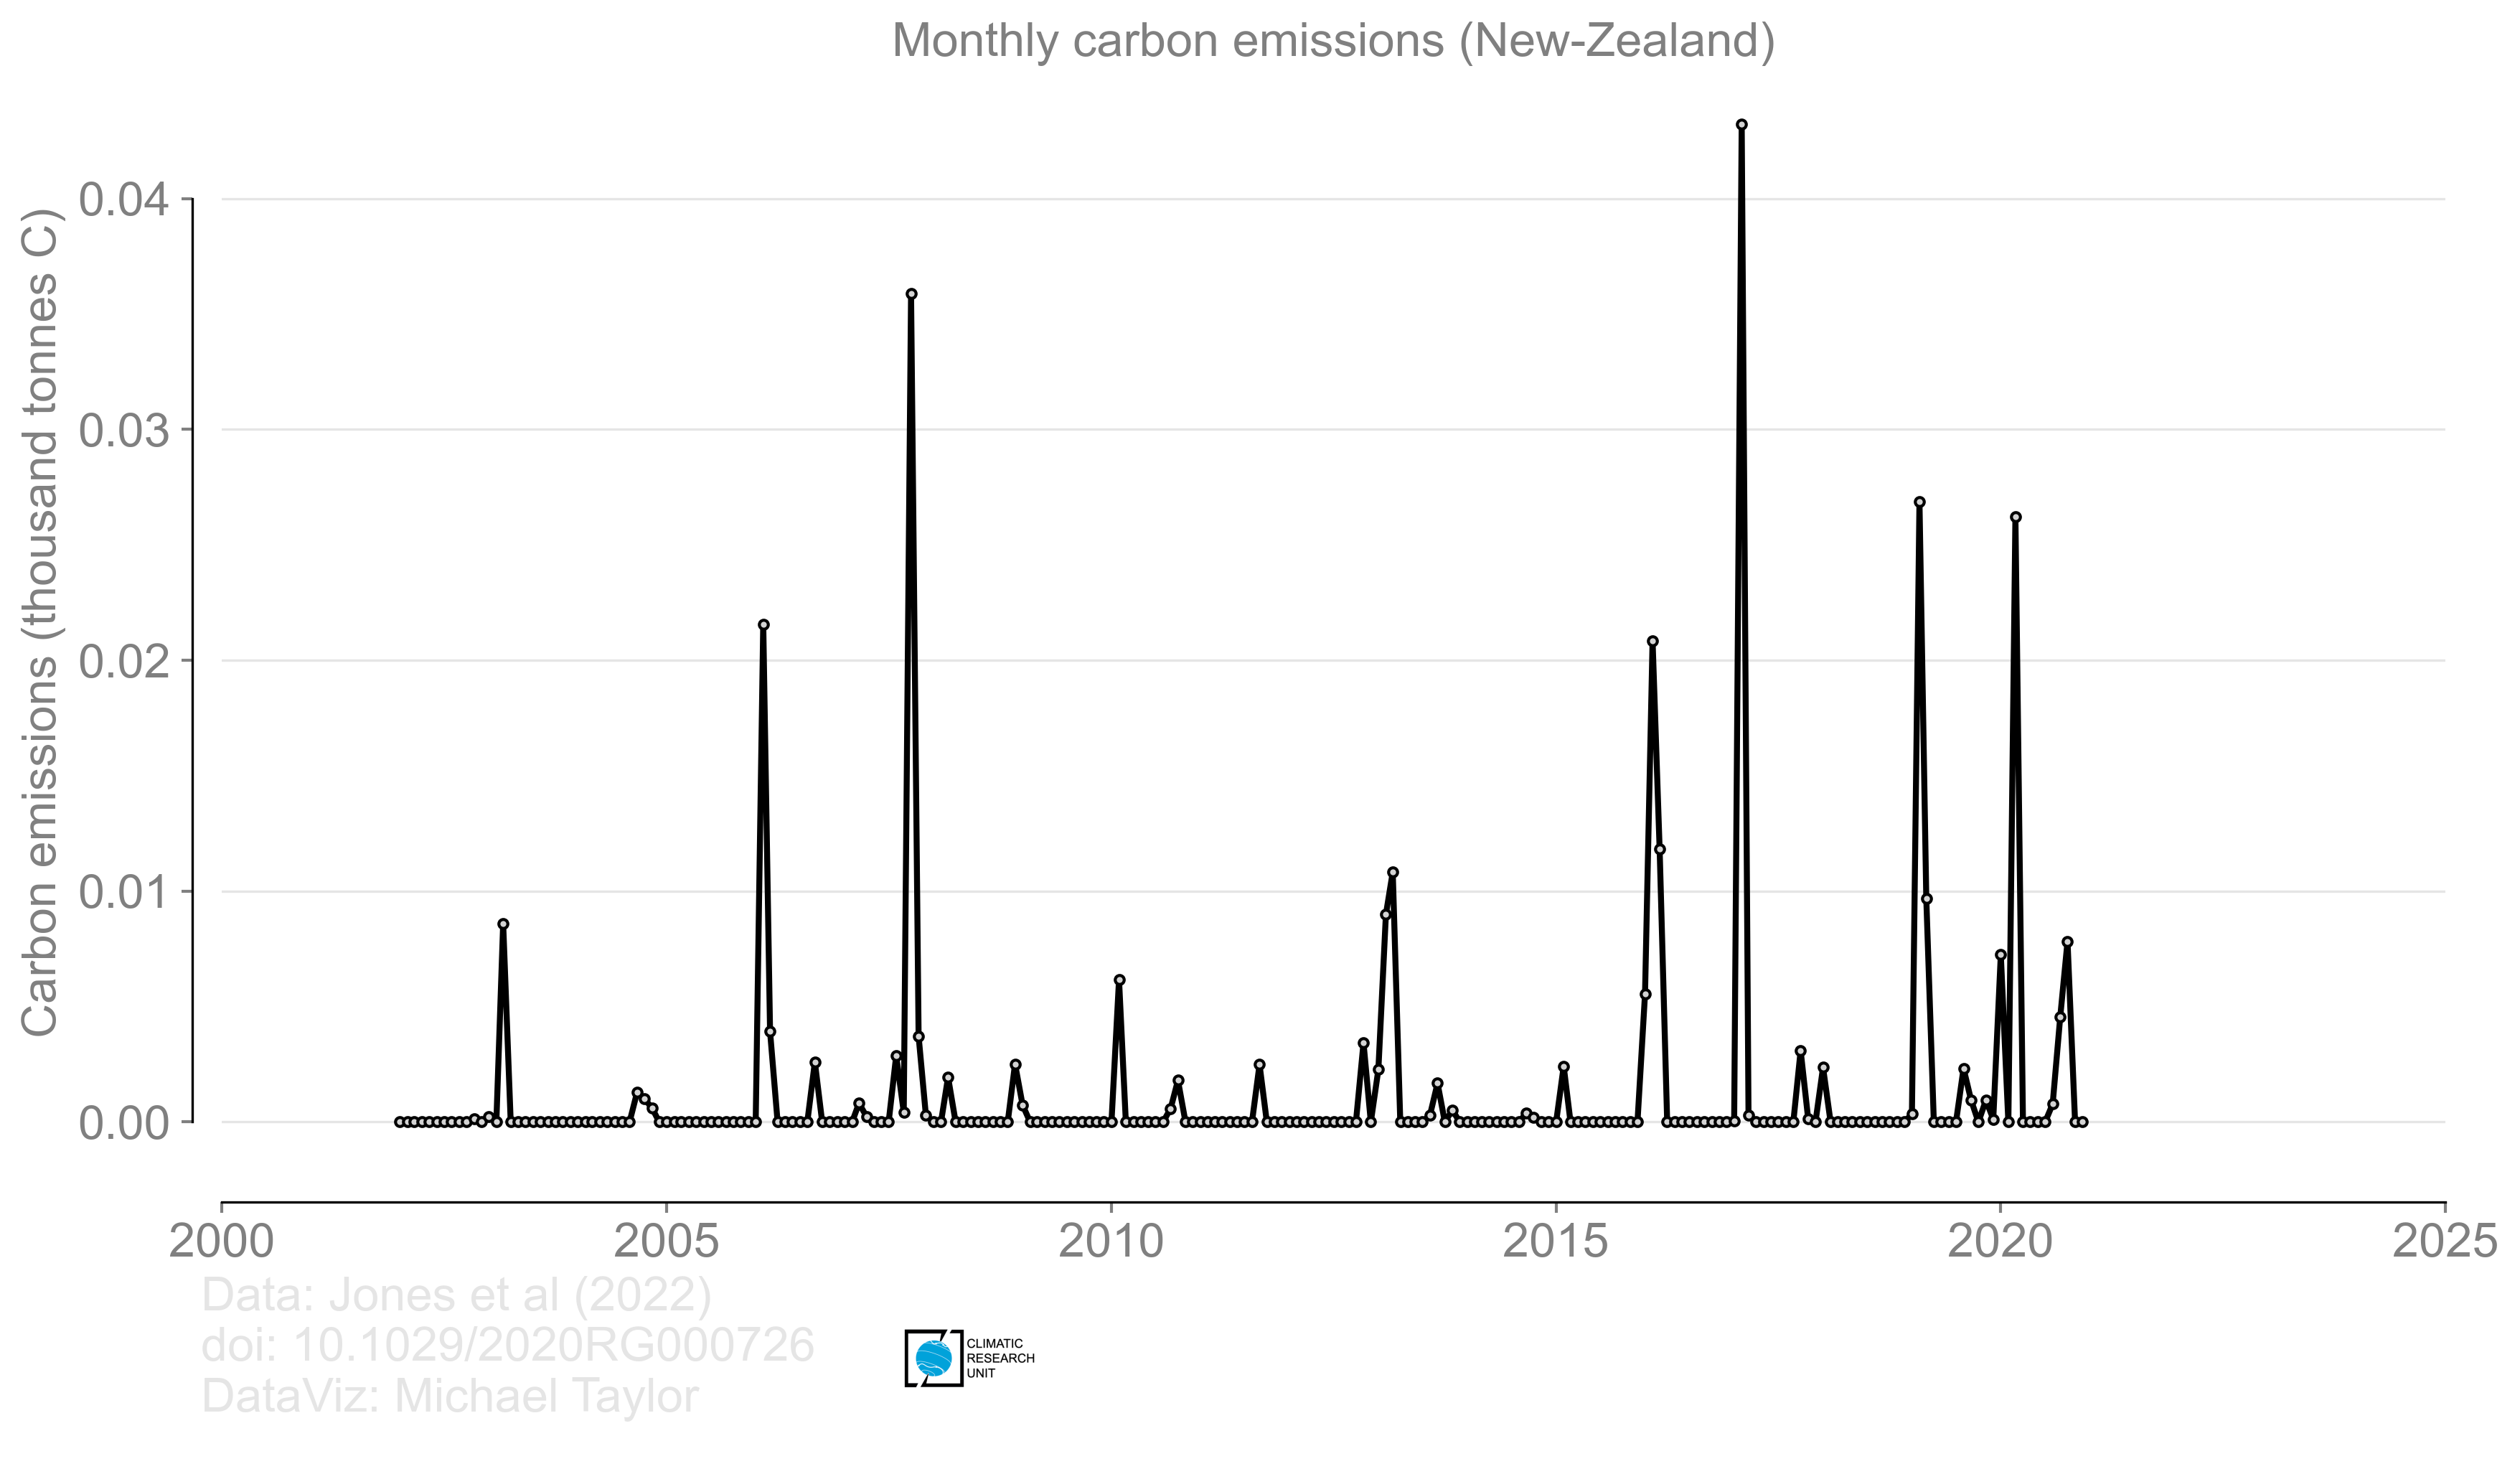 Monthly carbon emissions (New-Zealand)
Carbon emissions (thousand tonnes C)
0.04
0.03
0.02
0.01
0.00
2000 2005 2010 2015 2020 2025
Data: Jones et al (2022)
doi: 10.1029/2020RG000726
DataViz: Michael Taylor
CLIMATIC
RESEARCH
UNIT